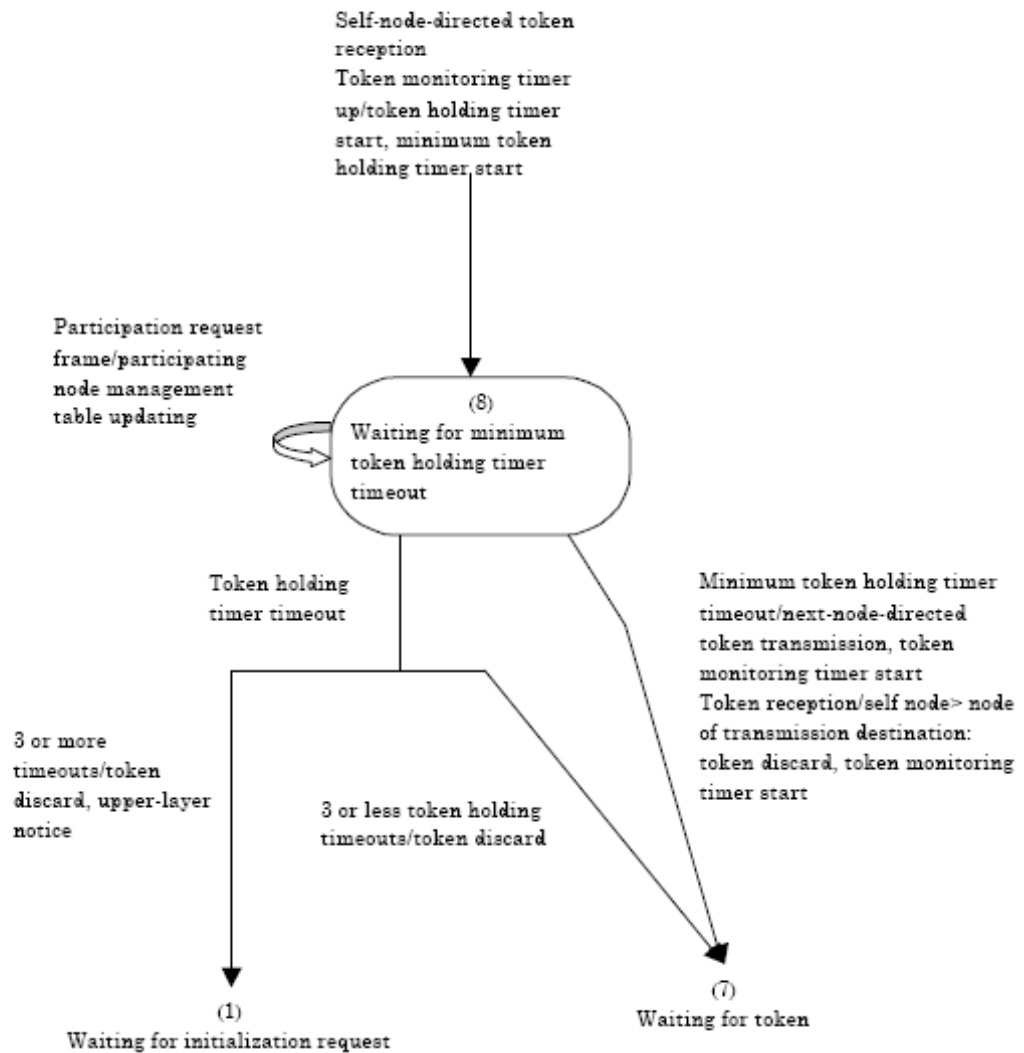 Self-node-directed token
reception
Token monitoring timer
up/token holding timer
start, minimum token
holding timer start
Participation request
frame/participating
node management
table updating
(8)
Waiting for minimum
token holding timer
timeout
Token holding
timer timeout
Minimum token holding timer
timeout/next-node-directed
token transmission, token
monitoring timer start
Token reception/self node> node
of transmission destination:
token discard, token monitoring
timer start
3 or more
timeouts/token
discard, upper-layer
notice
3 or less token holding
timeouts/token discard
(1)
Waiting for initialization request
(7)
Waiting for token